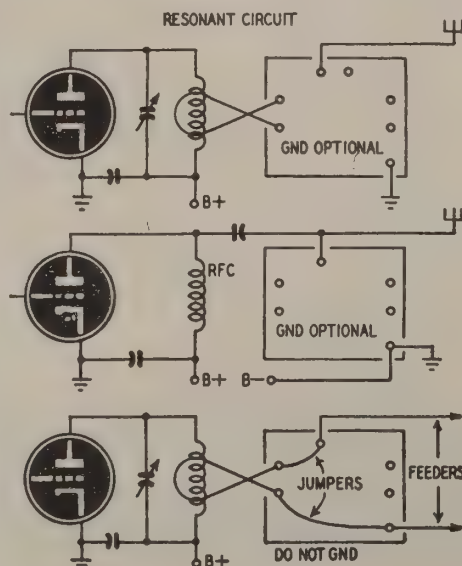 RESONANT CIRCUIT
GND OPTIONAL
B+
RFC
GND OPTIONAL
B+ B-
JUMPERS
FEEDERS
B+
DO NOT GND